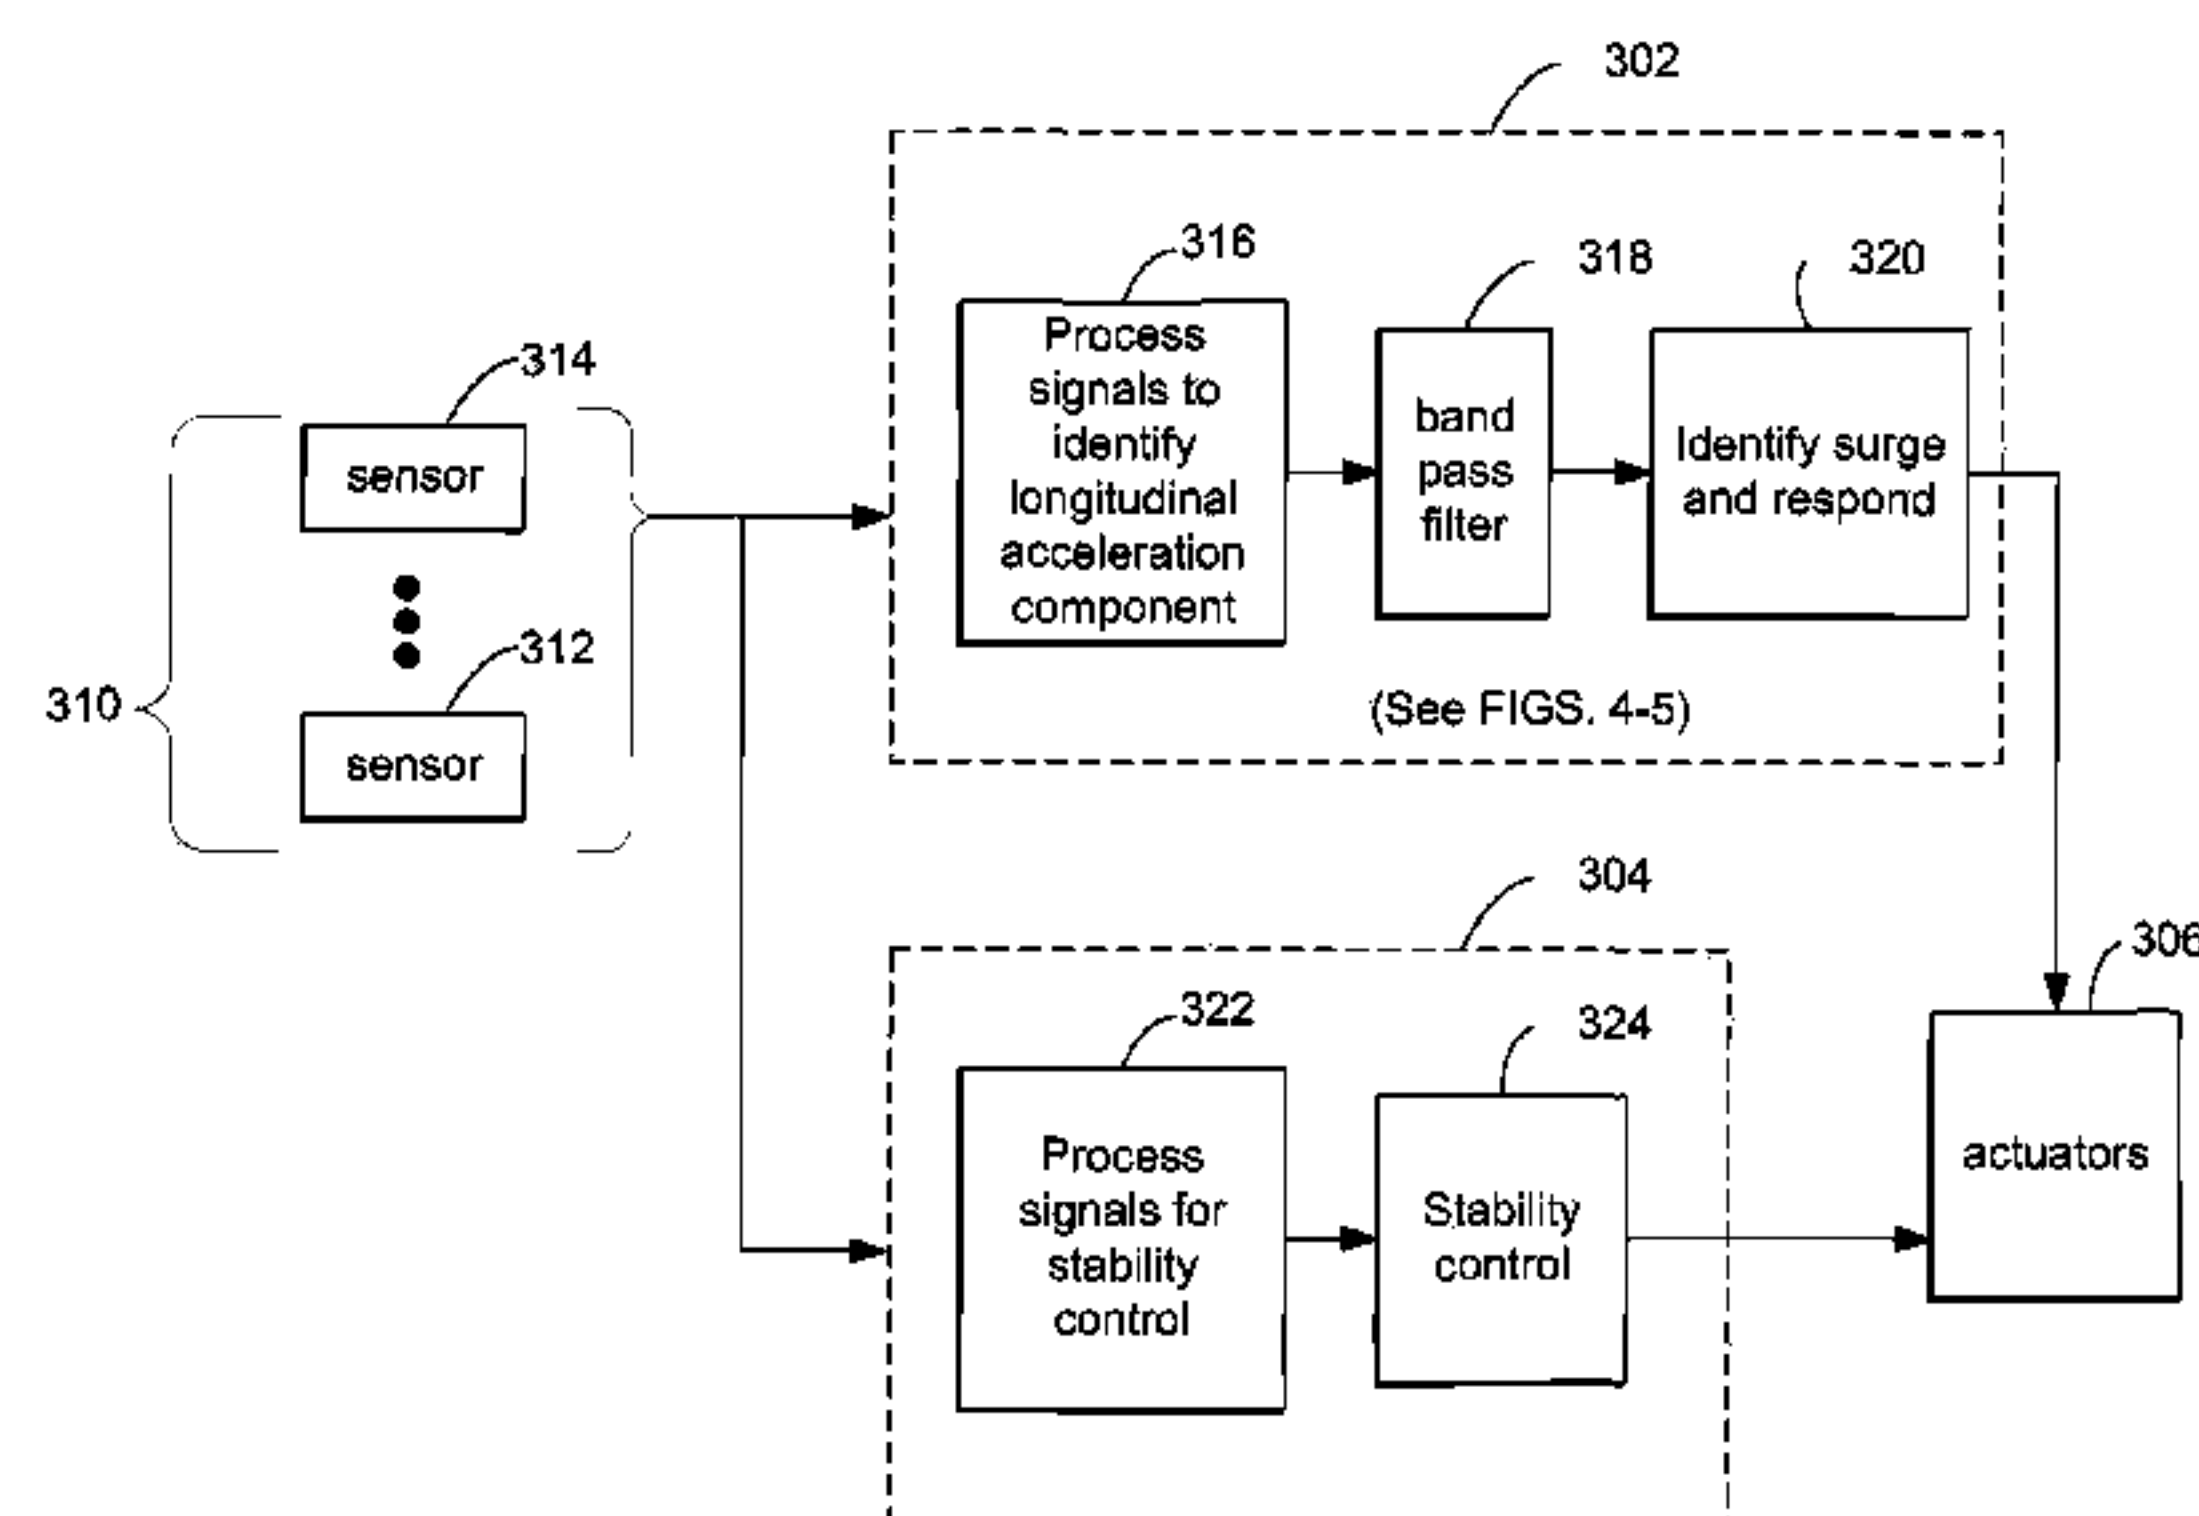 302
316
318
320
314
Process
signals to
identify
longitudinal
acceleration
component
band
pass
filter
Identify surge
and respond
sensor
312
310
sensor
(See FIGS. 4-5)
304
306
322
324
Process
signals for
stability
control
Stability
control
actuators